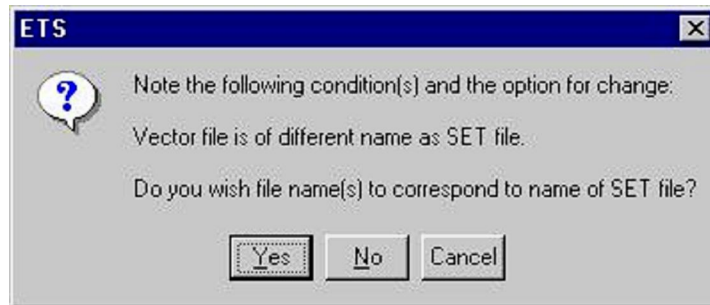 ETS
Note the following condition(s) and the option for change:
Vector file is of different name as SET file.
Do you wish file name(s) to correspond to name of SET file?
Yes No Cancel